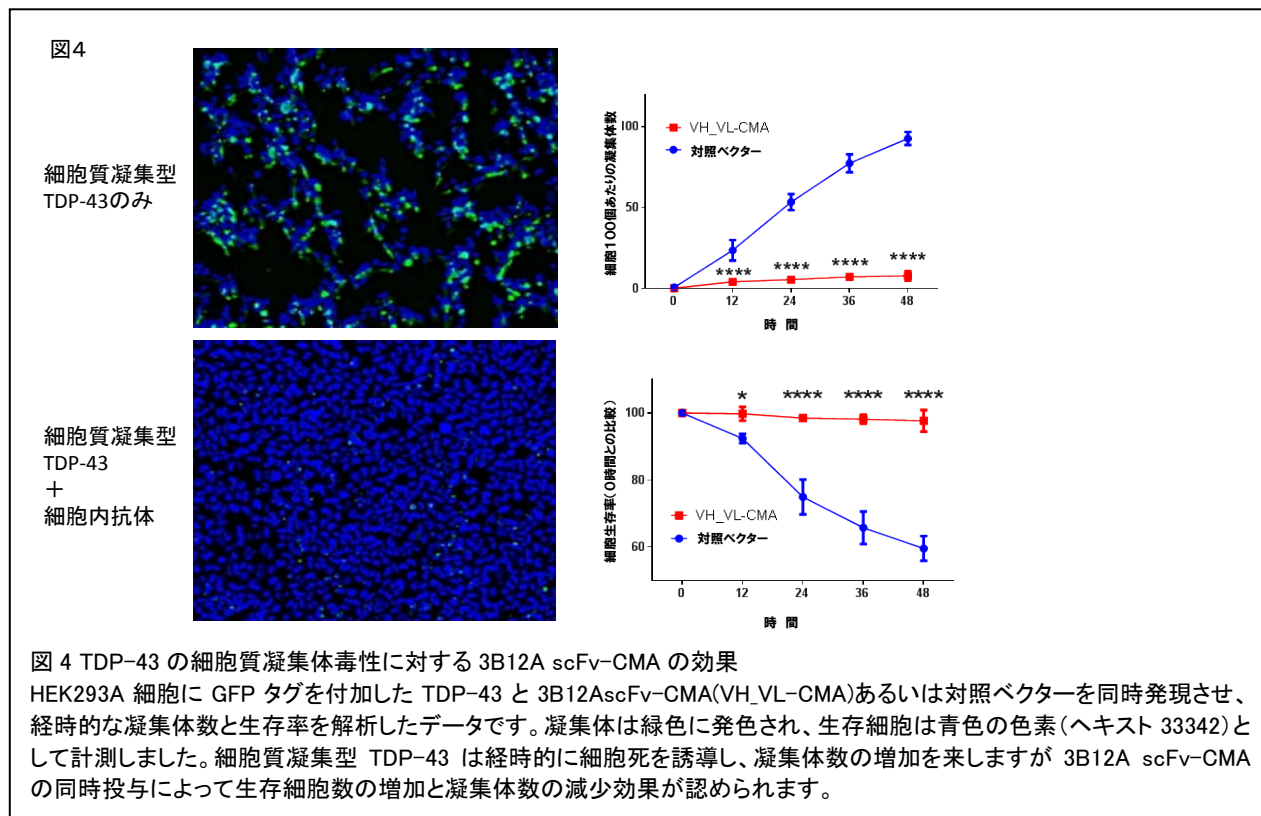 図4
細胞質凝集型
TDP-43のみ
細胞100個あたりの凝集体数
100
50
0
VH_VL-CMA
対照ベクター
**** **** **** ****
0 12 24 36 48
時 間
細胞質凝集型
TDP-43
+
細胞内抗体
細胞生存率(0時間との比較)
100
80
60
* **** **** ****
VH_VL-CMA
対照ベクター
0 12 24 36 48
時 間
図 4 TDP-43 の細胞質凝集体毒性に対する 3B12A scFv-CMA の効果
HEK293A 細胞に GFP タグを付加した TDP-43 と 3B12AscFv-CMA(VH_VL-CMA)あるいは対照ベクターを同時発現させ、
経時的な凝集体数と生存率を解析したデータです。凝集体は緑色に発色され、生存細胞は青色の色素(ヘキスト 33342)と
して計測しました。細胞質凝集型 TDP-43 は経時的に細胞死を誘導し、凝集体数の増加を来しますが 3B12A scFv-CMA
の同時投与によって生存細胞数の増加と凝集体数の減少効果が認められます。